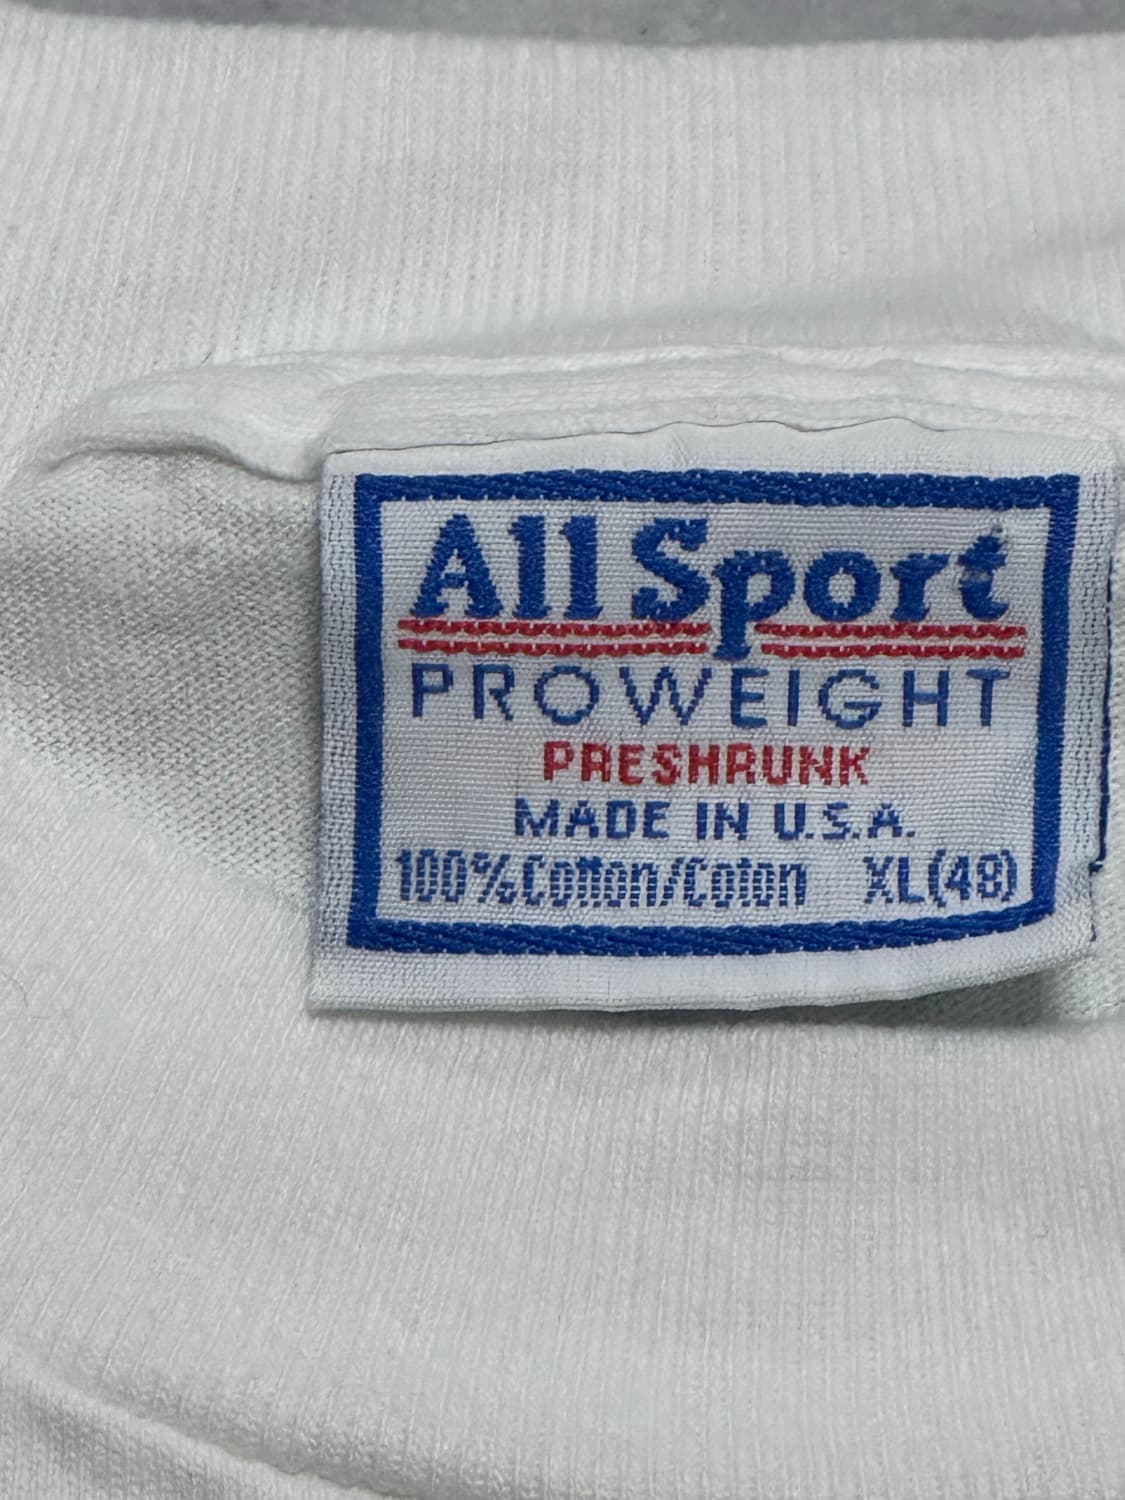 All Sport
PROWEIGHT
PRESHRUNK
MADE IN U.S.A.
100% Cotton/Coton XL(48)